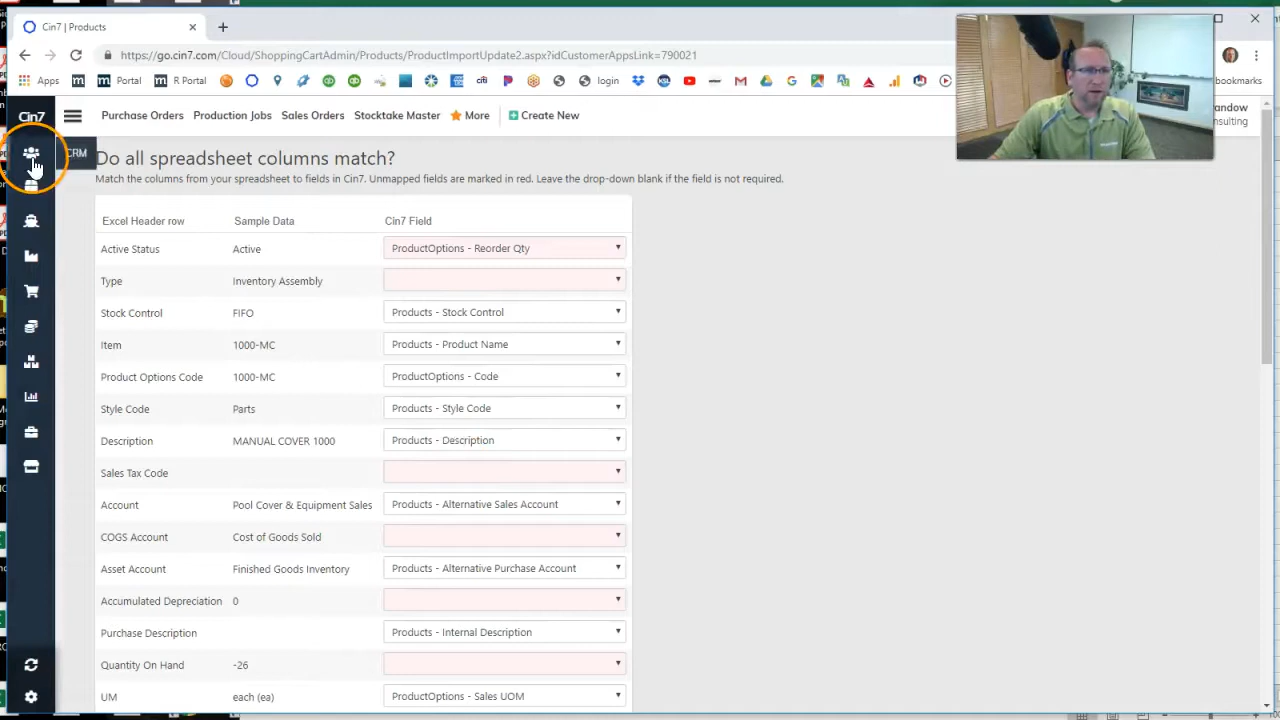 Cin7 | Products
https://go.cin7.com/Cloud/
CartAdmin/Products/
idCustomerAppsLink=79002
Apps
Portal
R Portal
login
bookmarks
Cin7
Purchase Orders
Production Jobs
Sales Orders
Stocktake Master
More
Create New
andow
onsulting
CRM
Do all spreadsheet columns match?
Match the columns from your spreadsheet to fields in Cin7. Unmapped fields are marked in red. Leave the drop-down blank if the field is not required.
Excel Header row Sample Data Cin7 Field
Active Status Active ProductOptions - Reorder Qty
Type Inventory Assembly
Stock Control FIFO Products - Stock Control
Item 1000-MC Products - Product Name
Product Options Code 1000-MC ProductOptions - Code
Style Code Parts Products - Style Code
Description MANUAL COVER 1000 Products - Description
Sales Tax Code
Account Pool Cover & Equipment Sales Products - Alternative Sales Account
COGS Account Cost of Goods Sold
Asset Account Finished Goods Inventory Products - Alternative Purchase Account
Accumulated Depreciation 0
Purchase Description Products - Internal Description
Quantity On Hand -26
UM each (ea) ProductOptions - Sales UOM